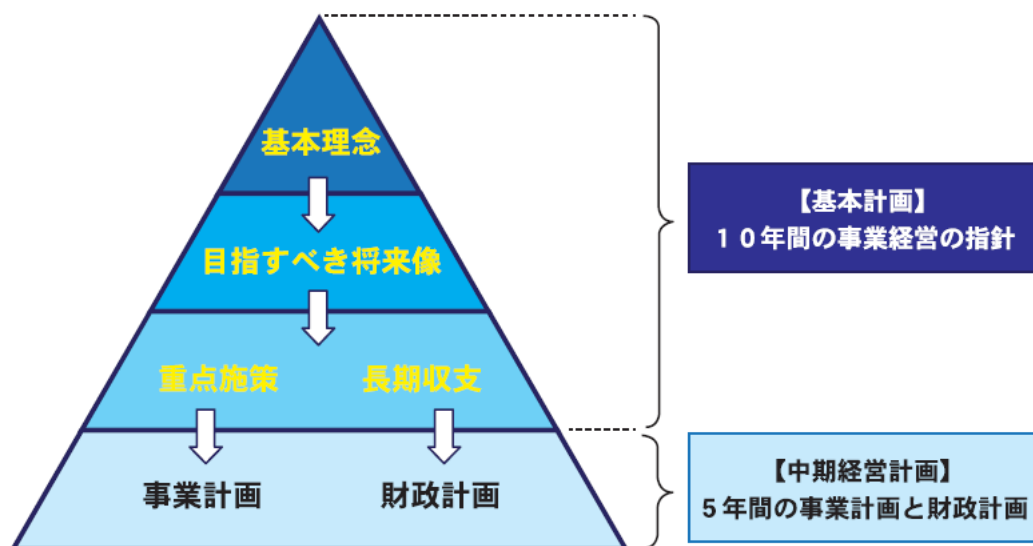 基本理念
目指すべき将来像
重点施策
長期収支
事業計画
財政計画
【基本計画】
１０年間の事業経営の指針
【中期経営計画】
５年間の事業計画と財政計画